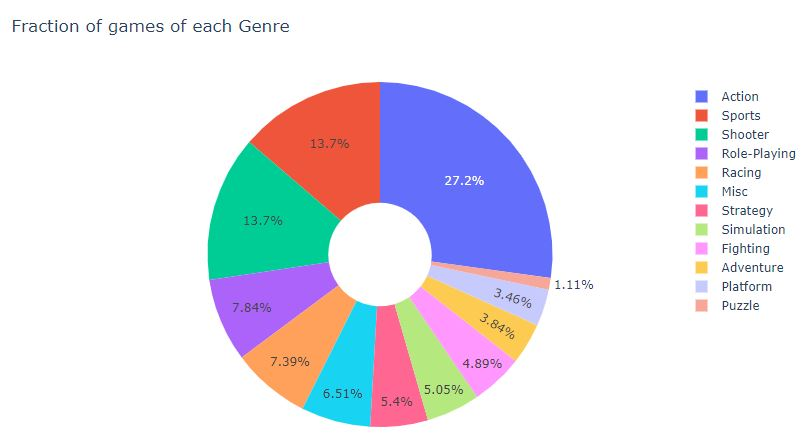 Fraction of games of each Genre
27.2%
13.7%
13.7%
7.84%
7.39%
6.51%
5.4%
5.05%
4.89%
3.84%
3.46%
1.11%
Action
Sports
Shooter
Role-Playing
Racing
Misc
Strategy
Simulation
Fighting
Adventure
Platform
Puzzle